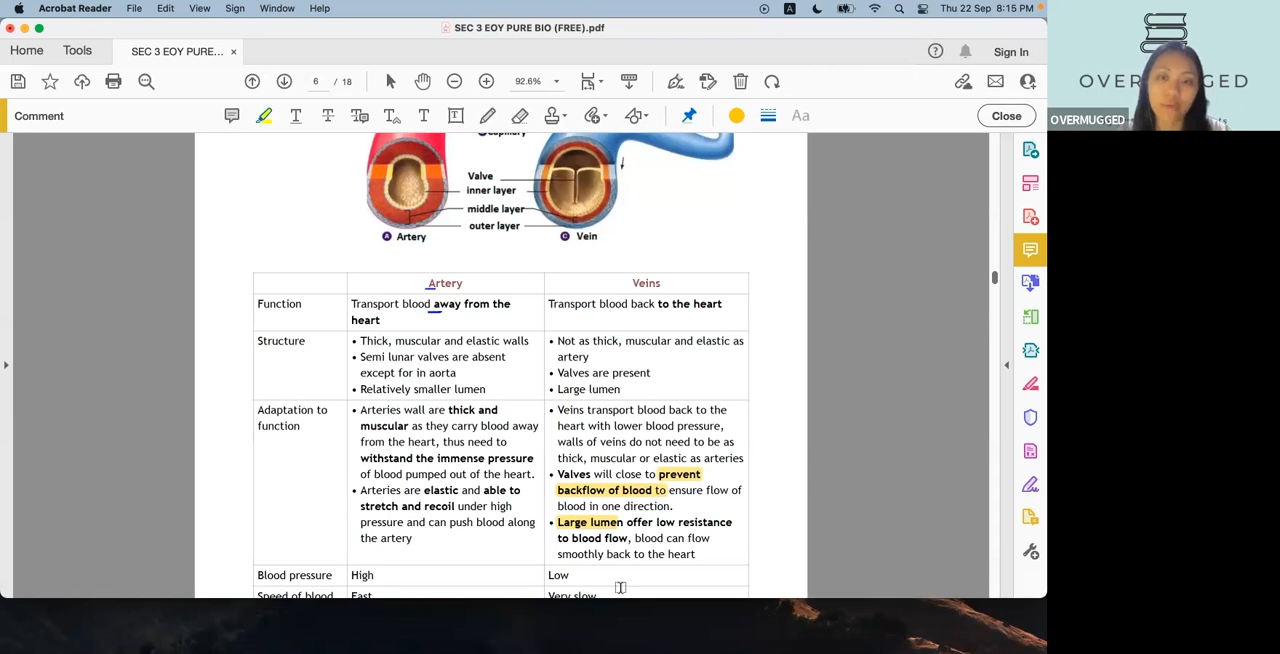 Acrobat Reader File Edit View Sign Window Help
Thu 22 Sep 8:15 PM
SEC 3 EOY PURE BIO (FREE).pdf
Home Tools SEC 3 EOY PURE... × Sign In
6 / 18 92.6%
Comment Aa Close
OVERMUGGED
Valve
inner layer
middle layer
outer layer
A Artery
C Vein
Artery Veins
Function Transport blood away from the Transport blood back to the heart
heart
Structure • Thick, muscular and elastic walls • Not as thick, muscular and elastic as
• Semi lunar valves are absent artery
except for in aorta • Valves are present
• Relatively smaller lumen • Large lumen
Adaptation to • Arteries wall are thick and • Veins transport blood back to the
function muscular as they carry blood away heart with lower blood pressure,
from the heart, thus need to walls of veins do not need to be as
withstand the immense pressure thick, muscular or elastic as arteries
of blood pumped out of the heart. • Valves will close to prevent
• Arteries are elastic and able to backflow of blood to ensure flow of
stretch and recoil under high blood in one direction.
pressure and can push blood along • Large lumen offer low resistance
the artery to blood flow, blood can flow
smoothly back to the heart
Blood pressure High Low
Speed of blood Fast Very slow